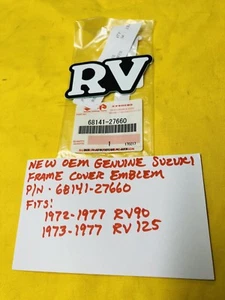 RV
68141-27660
1
NEW OEM GENUINE SUZUKI
FRAME COVER EMBLEM
P/N - 68141-27660
FITS:
1972-1977 RV90
1973-1977 RV125